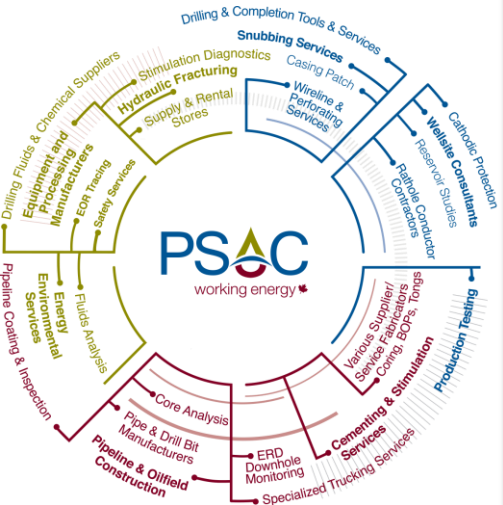 Drilling & Completion Tools & Services
Snubbing Services
Casing Patch
Wireline &
Perforating
Services
Cathodic Protection
Wellsite Consultants
Reservoir Studies
Rathole Conductor
Contractors
Production Testing
Various Supplier/
Service Fabricators
Coring, BOPs, Tongs
Cementing & Stimulation
Services
Specialized Trucking Services
ERD
Downhole
Monitoring
Core Analysis
Pipe & Drill Bit
Manufacturers
Pipeline & Oilfield
Construction
Pipeline Coating & Inspection
Fluids Analysis
Energy
Environmental
Services
Safety Services
EOR Tracing
Equipment and
Processing
Manufacturers
Drilling Fluids & Chemical Suppliers
Stimulation Diagnostics
Hydraulic Fracturing
Supply & Rental
Stores
PSAC
working energy